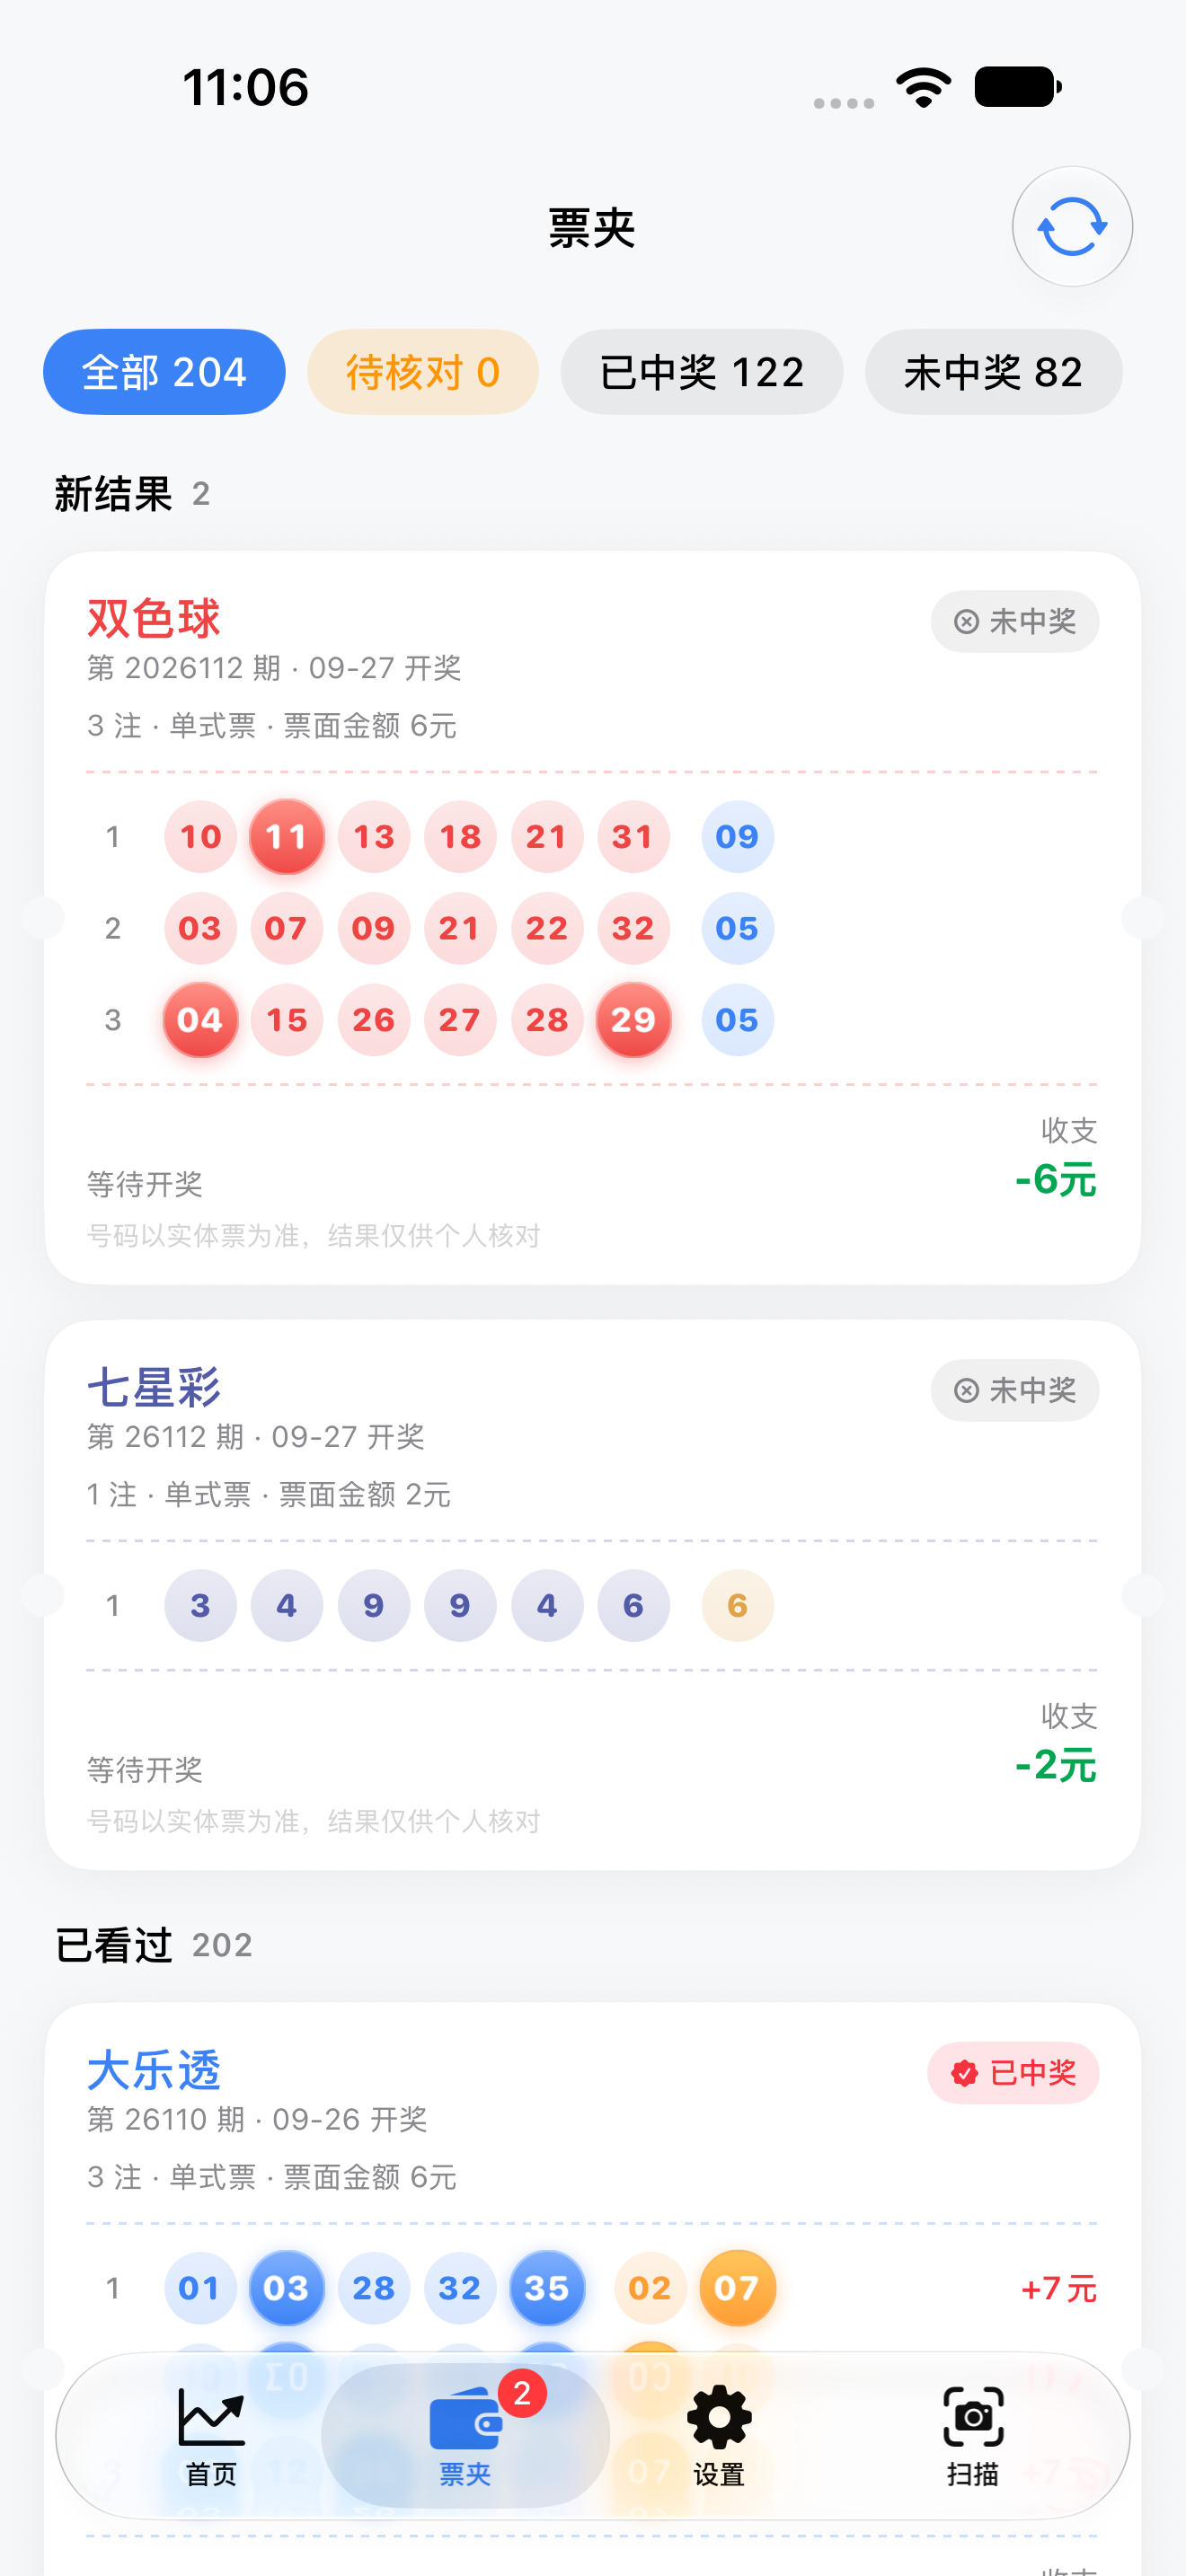 11:06
票夹
全部 204 待核对 0 已中奖 122 未中奖 82
新结果 2
双色球 未中奖
第 2026112 期 · 09-27 开奖
3 注 · 单式票 · 票面金额 6元
1 10 11 13 18 21 31 09
2 03 07 09 21 22 32 05
3 04 15 26 27 28 29 05
收支
等待开奖 -6元
号码以实体票为准，结果仅供个人核对
七星彩 未中奖
第 26112 期 · 09-27 开奖
1 注 · 单式票 · 票面金额 2元
1 3 4 9 9 4 6 6
收支
等待开奖 -2元
号码以实体票为准，结果仅供个人核对
已看过 202
大乐透 已中奖
第 26110 期 · 09-26 开奖
3 注 · 单式票 · 票面金额 6元
1 01 03 28 32 35 02 07 +7 元
2
首页 票夹 设置 扫描